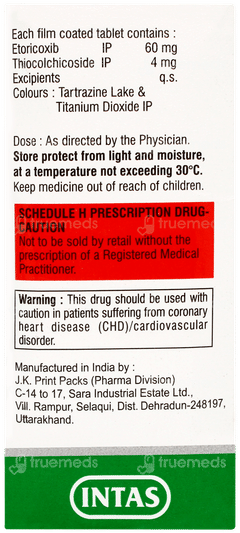 Each film coated tablet contains :
Etoricoxib IP 60 mg
Thiocolchicoside IP 4 mg
Excipients q.s.
Colours : Tartrazine Lake &
Titanium Dioxide IP
Dose : As directed by the Physician.
Store protect from light and moisture,
at a temperature not exceeding 30°C.
Keep medicine out of reach of children.
SCHEDULE H PRESCRIPTION DRUG-
CAUTION
Not to be sold by retail without the
prescription of a Registered Medical
Practitioner.
Warning : This drug should be used with
caution in patients suffering from coronary
heart disease (CHD)/cardiovascular
disorder.
Manufactured in India by :
J.K. Print Packs (Pharma Division)
C-14 to 17, Sara Industrial Estate Ltd.,
Vill. Rampur, Selaqui, Dist. Dehradun-248197,
Uttarakhand.
truemeds truemeds
truemeds truemeds
INTAS